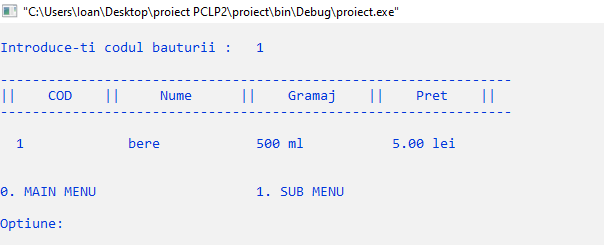 "C:\Users\Ioan\Desktop\proiect PCLP2\proiect\bin\Debug\proiect.exe"
Introduce-ti codul bauturii :   1
----------------------------------------------------------------
||    COD    ||     Nume      ||    Gramaj    ||    Pret    ||
----------------------------------------------------------------
1             bere            500 ml           5.00 lei
0. MAIN MENU                    1. SUB MENU
Optiune: